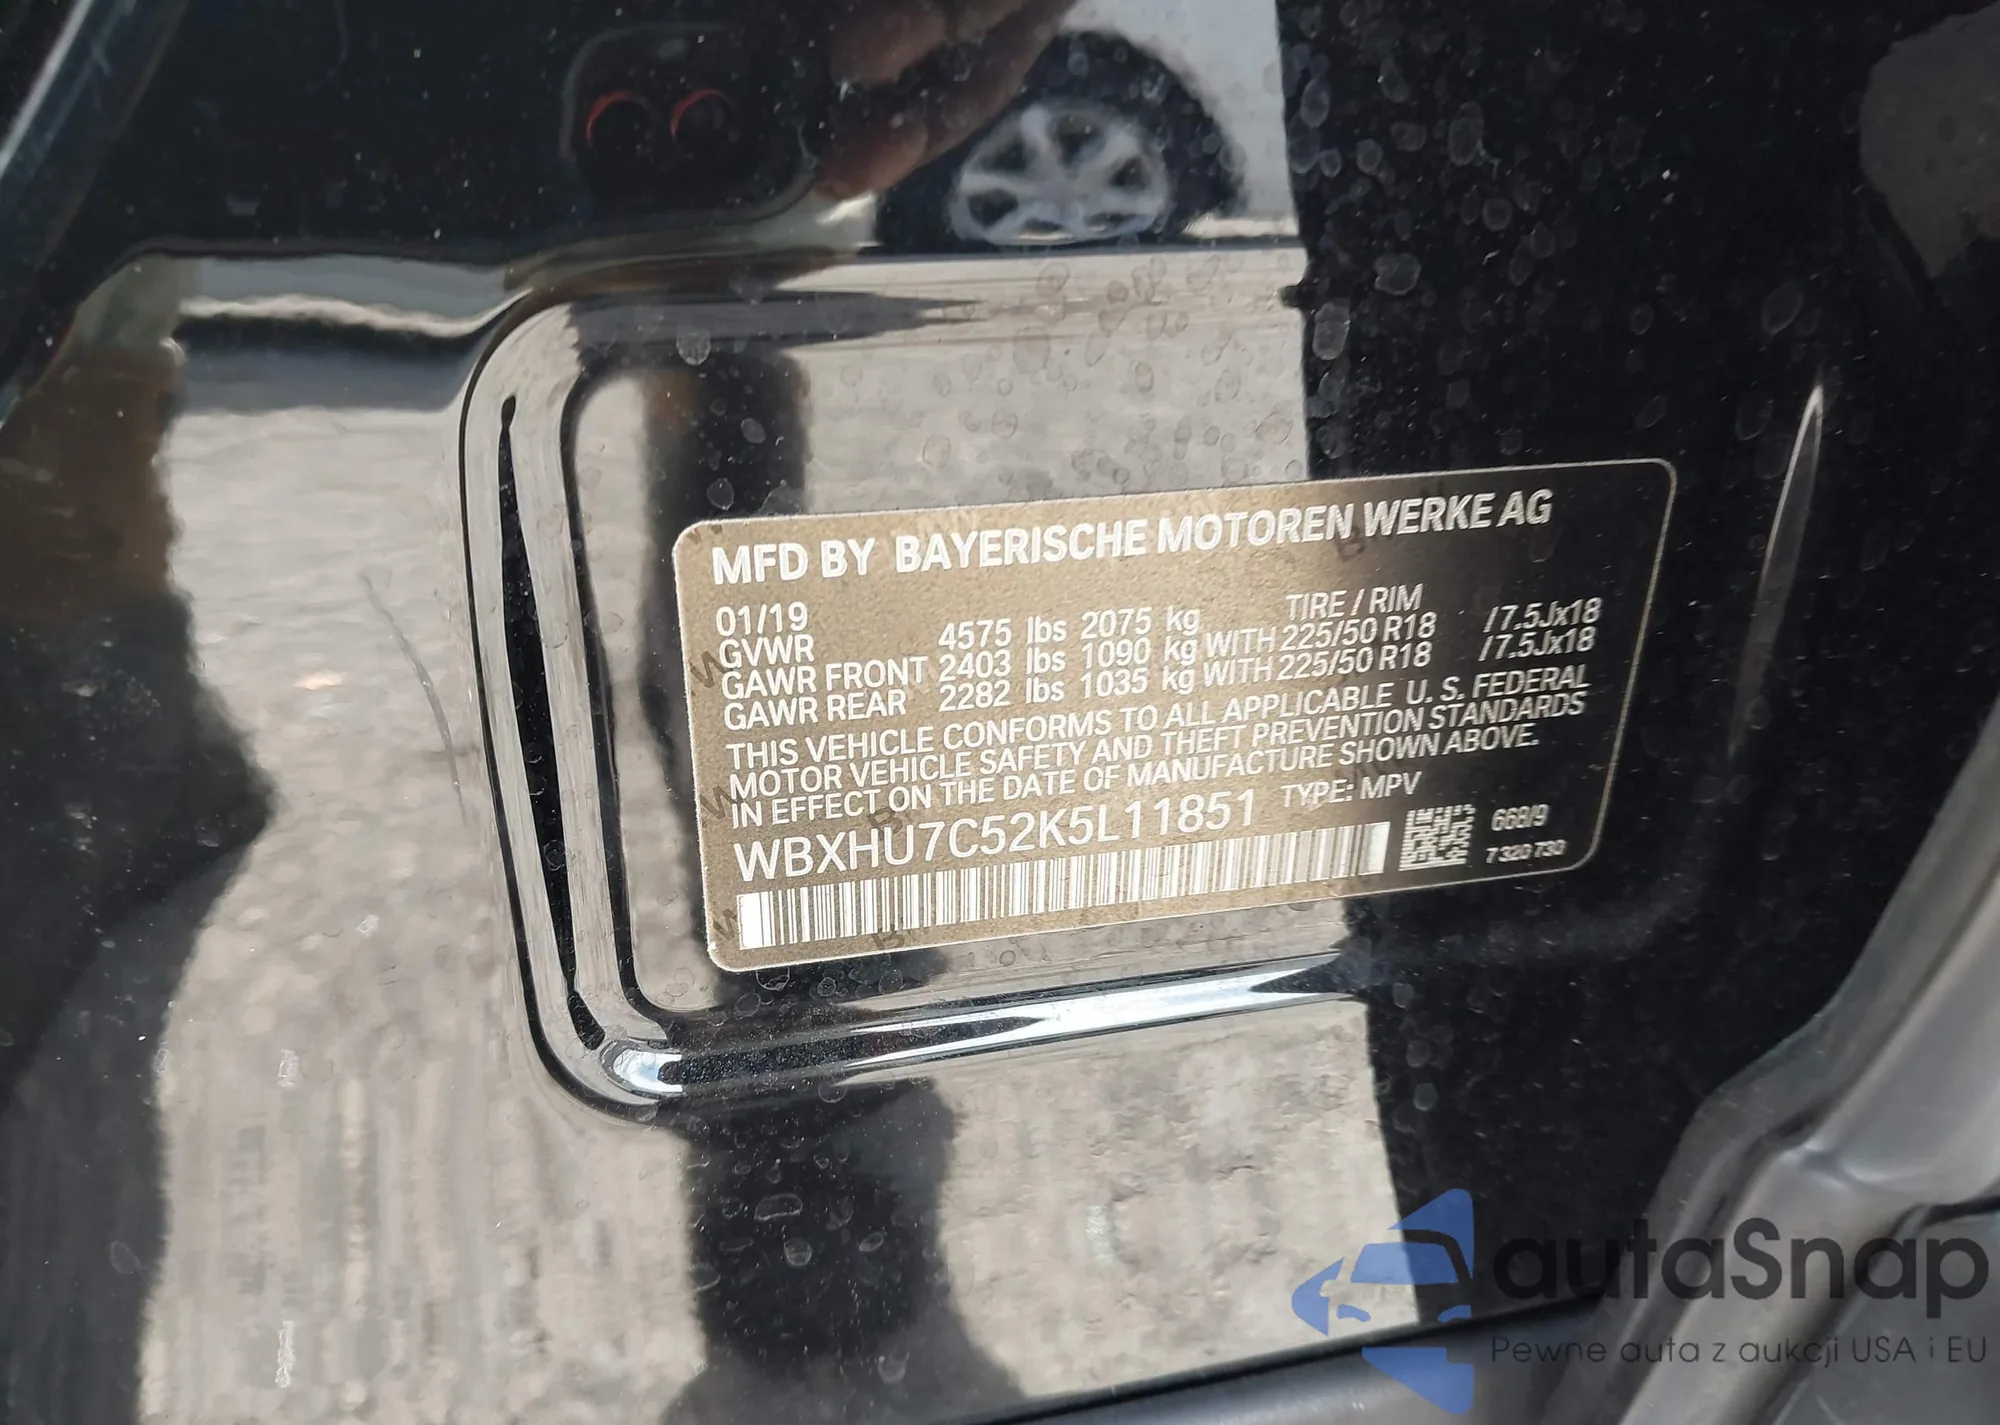 MFD BY BAYERISCHE MOTOREN WERKE AG
01/19 TIRE / RIM
GVWR 4575 lbs 2075 kg
GAWR FRONT 2403 lbs 1090 kg WITH 225/50 R18 /7.5Jx18
GAWR REAR 2282 lbs 1035 kg WITH 225/50 R18 /7.5Jx18
THIS VEHICLE CONFORMS TO ALL APPLICABLE U. S. FEDERAL
MOTOR VEHICLE SAFETY AND THEFT PREVENTION STANDARDS
IN EFFECT ON THE DATE OF MANUFACTURE SHOWN ABOVE.
WBXHU7C52K5L11851 TYPE: MPV
668/9
7 320 730
autaSnap
Pewne auta z aukcji USA i EU